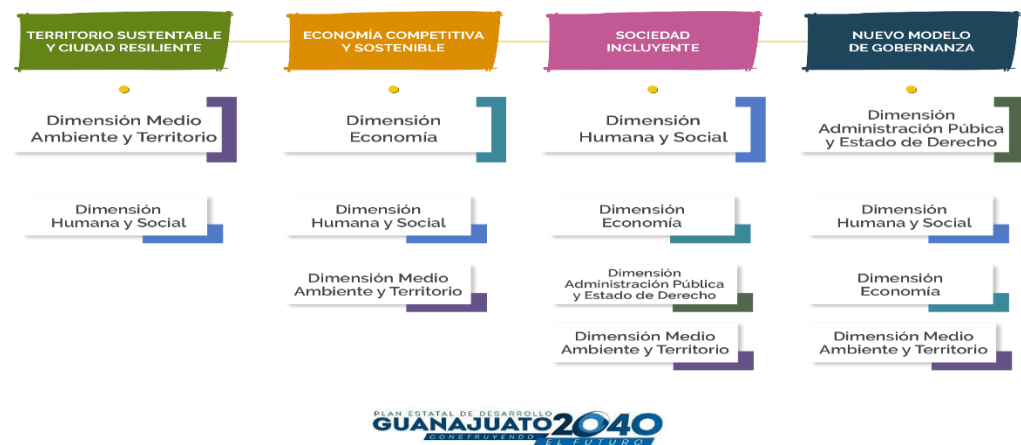 TERRITORIO SUSTENTABLE
Y CIUDAD RESILIENTE
ECONOMÍA COMPETITIVA
Y SOSTENIBLE
SOCIEDAD
INCLUYENTE
NUEVO MODELO
DE GOBERNANZA
Dimensión Medio
Ambiente y Territorio
Dimensión
Economía
Dimensión
Humana y Social
Dimensión
Administración Púbica
y Estado de Derecho
Dimensión
Humana y Social
Dimensión
Humana y Social
Dimensión
Economía
Dimensión
Humana y Social
Dimensión Medio
Ambiente y Territorio
Dimensión
Administración Pública
y Estado de Derecho
Dimensión
Economía
Dimensión Medio
Ambiente y Territorio
Dimensión Medio
Ambiente y Territorio
PLAN ESTATAL DE DESARROLLO
GUANAJUATO2040
CONSTRUYENDO EL FUTURO